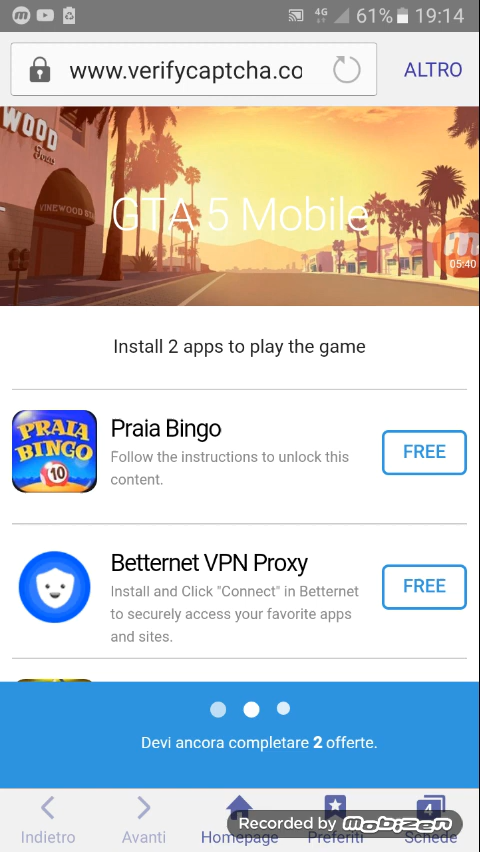 4G 61% 19:14
www.verifycaptcha.co
ALTRO
WOOD
VINEWOOD
GTA 5 Mobile
05:40
Install 2 apps to play the game
PRAIA
BINGO
10
Praia Bingo
Follow the instructions to unlock this
content.
FREE
Betternet VPN Proxy
Install and Click "Connect" in Betternet
to securely access your favorite apps
and sites.
FREE
Devi ancora completare 2 offerte.
4
Recorded by mobizen
Indietro
Avanti
Homepage
Preferiti
Schede